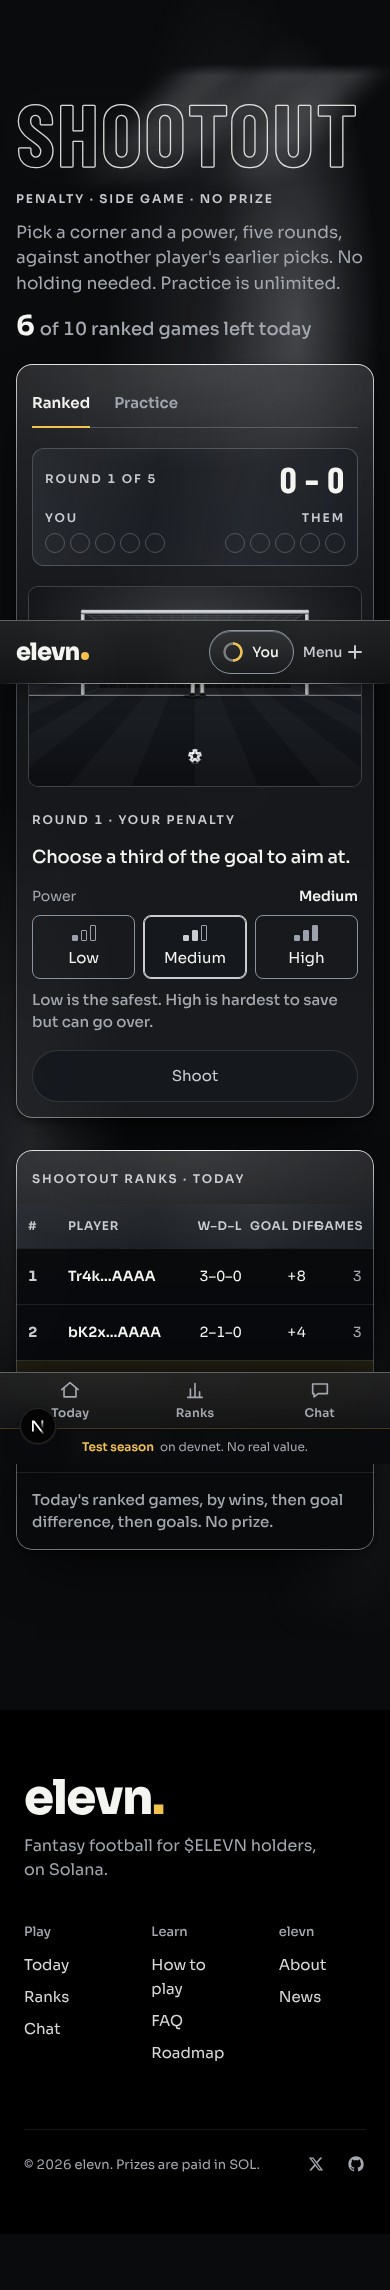 SHOOTOUT
PENALTY · SIDE GAME · NO PRIZE
Pick a corner and a power, five rounds,
against another player's earlier picks. No
holding needed. Practice is unlimited.
6 of 10 ranked games left today
Ranked Practice
ROUND 1 OF 5 0 – 0
YOU THEM
elevn. You Menu
ROUND 1 · YOUR PENALTY
Choose a third of the goal to aim at.
Power Medium
Low Medium High
Low is the safest. High is hardest to save
but can go over.
Shoot
SHOOTOUT RANKS · TODAY
# PLAYER W–D–L GOAL DIFF GAMES
1 Tr4k…AAAA 3–0–0 +8 3
2 bK2x…AAAA 2–1–0 +4 3
Today Ranks Chat
N
Test season on devnet. No real value.
Today's ranked games, by wins, then goal
difference, then goals. No prize.
elevn.
Fantasy football for $ELEVN holders,
on Solana.
Play Learn elevn
Today How to play About
Ranks FAQ News
Chat Roadmap
© 2026 elevn. Prizes are paid in SOL.